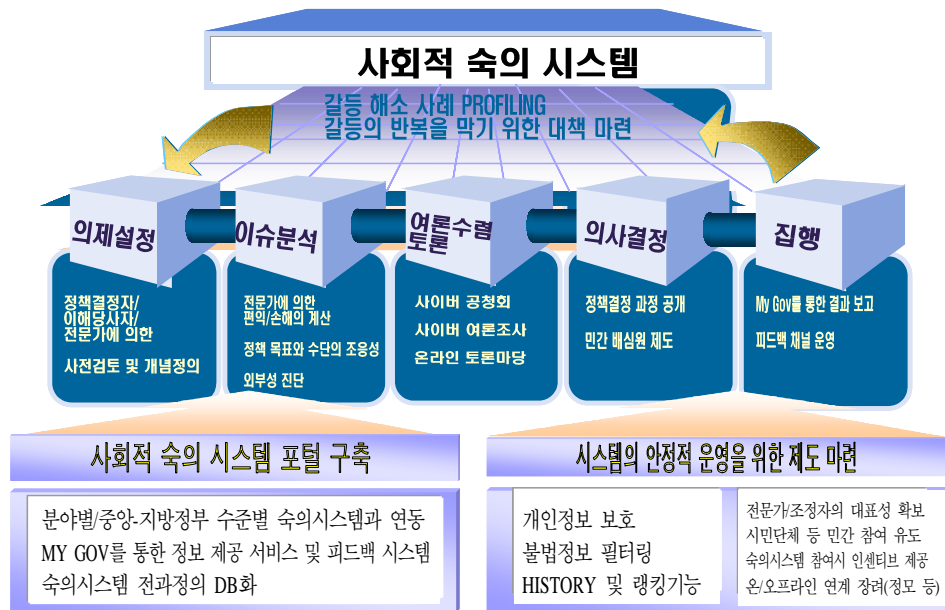 사회적 숙의 시스템
갈등 해소 사례 PROFILING
갈등의 반복을 막기 위한 대책 마련
의제설정
이슈분석
여론수렴
토론
의사결정
집행
정책결정자/
이해당사자/
전문가에 의한
사전검토 및 개념정의
전문가에 의한
편익/손해의 계산
정책 목표와 수단의 조응성
외부성 진단
사이버 공청회
사이버 여론조사
온라인 토론마당
정책결정 과정 공개
민간 배심원 제도
My Gov를 통한 결과 보고
피드백 채널 운영
사회적 숙의 시스템 포털 구축
분야별/중앙-지방정부 수준별 숙의시스템과 연동
MY GOV를 통한 정보 제공 서비스 및 피드백 시스템
숙의시스템 전과정의 DB화
시스템의 안정적 운영을 위한 제도 마련
개인정보 보호
불법정보 필터링
HISTORY 및 랭킹기능
전문가/조정자의 대표성 확보
시민단체 등 민간 참여 유도
숙의시스템 참여시 인센티브 제공
온/오프라인 연계 장려(정모 등)